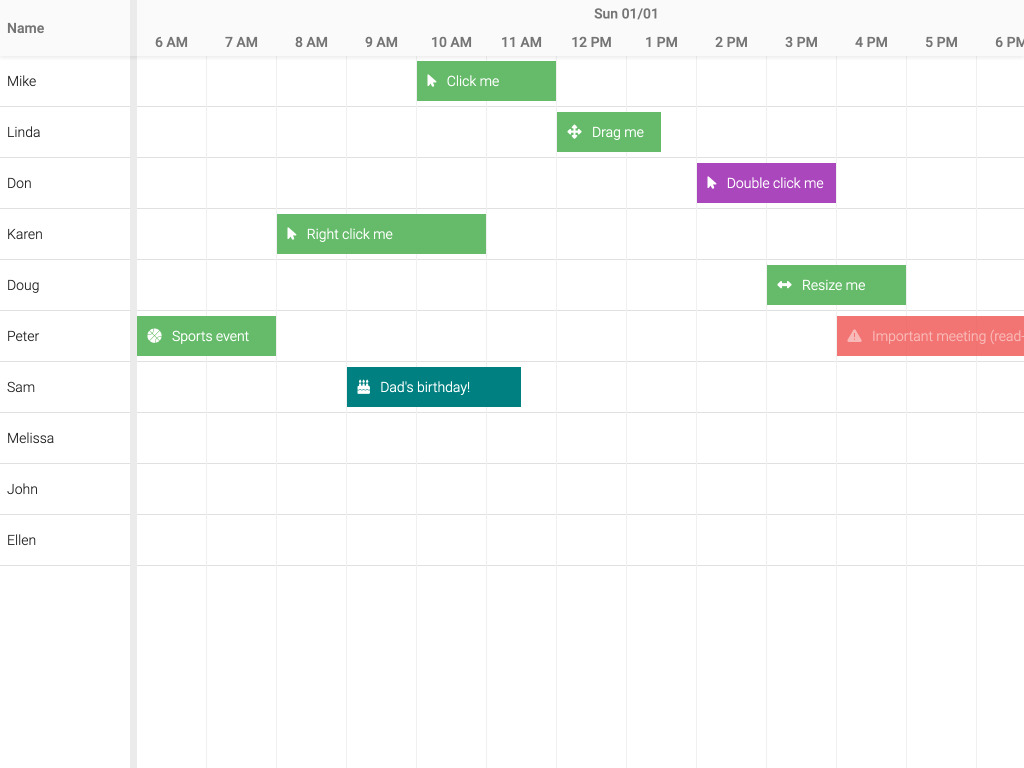 Name
Sun 01/01
6 AM 7 AM 8 AM 9 AM 10 AM 11 AM 12 PM 1 PM 2 PM 3 PM 4 PM 5 PM 6 PM
Mike
Click me
Linda
Drag me
Don
Double click me
Karen
Right click me
Doug
Resize me
Peter
Sports event
Important meeting (read-
Sam
Dad's birthday!
Melissa
John
Ellen